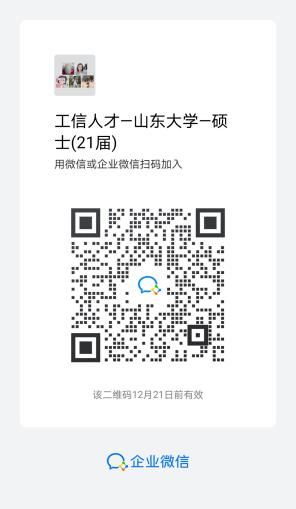 工信人才—山东大学—硕
士(21届)
用微信或企业微信扫码加入
该二维码12月21日前有效
企业微信